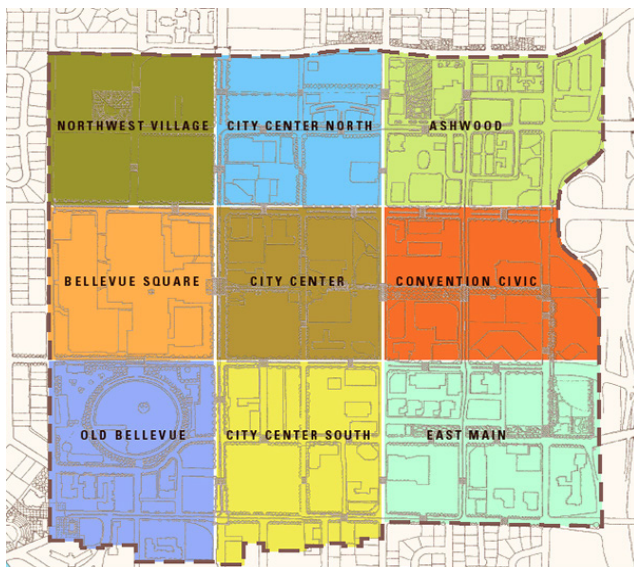 NORTHWEST VILLAGE
CITY CENTER NORTH
ASHWOOD
BELLEVUE SQUARE
CITY CENTER
CONVENTION CIVIC
OLD BELLEVUE
CITY CENTER SOUTH
EAST MAIN